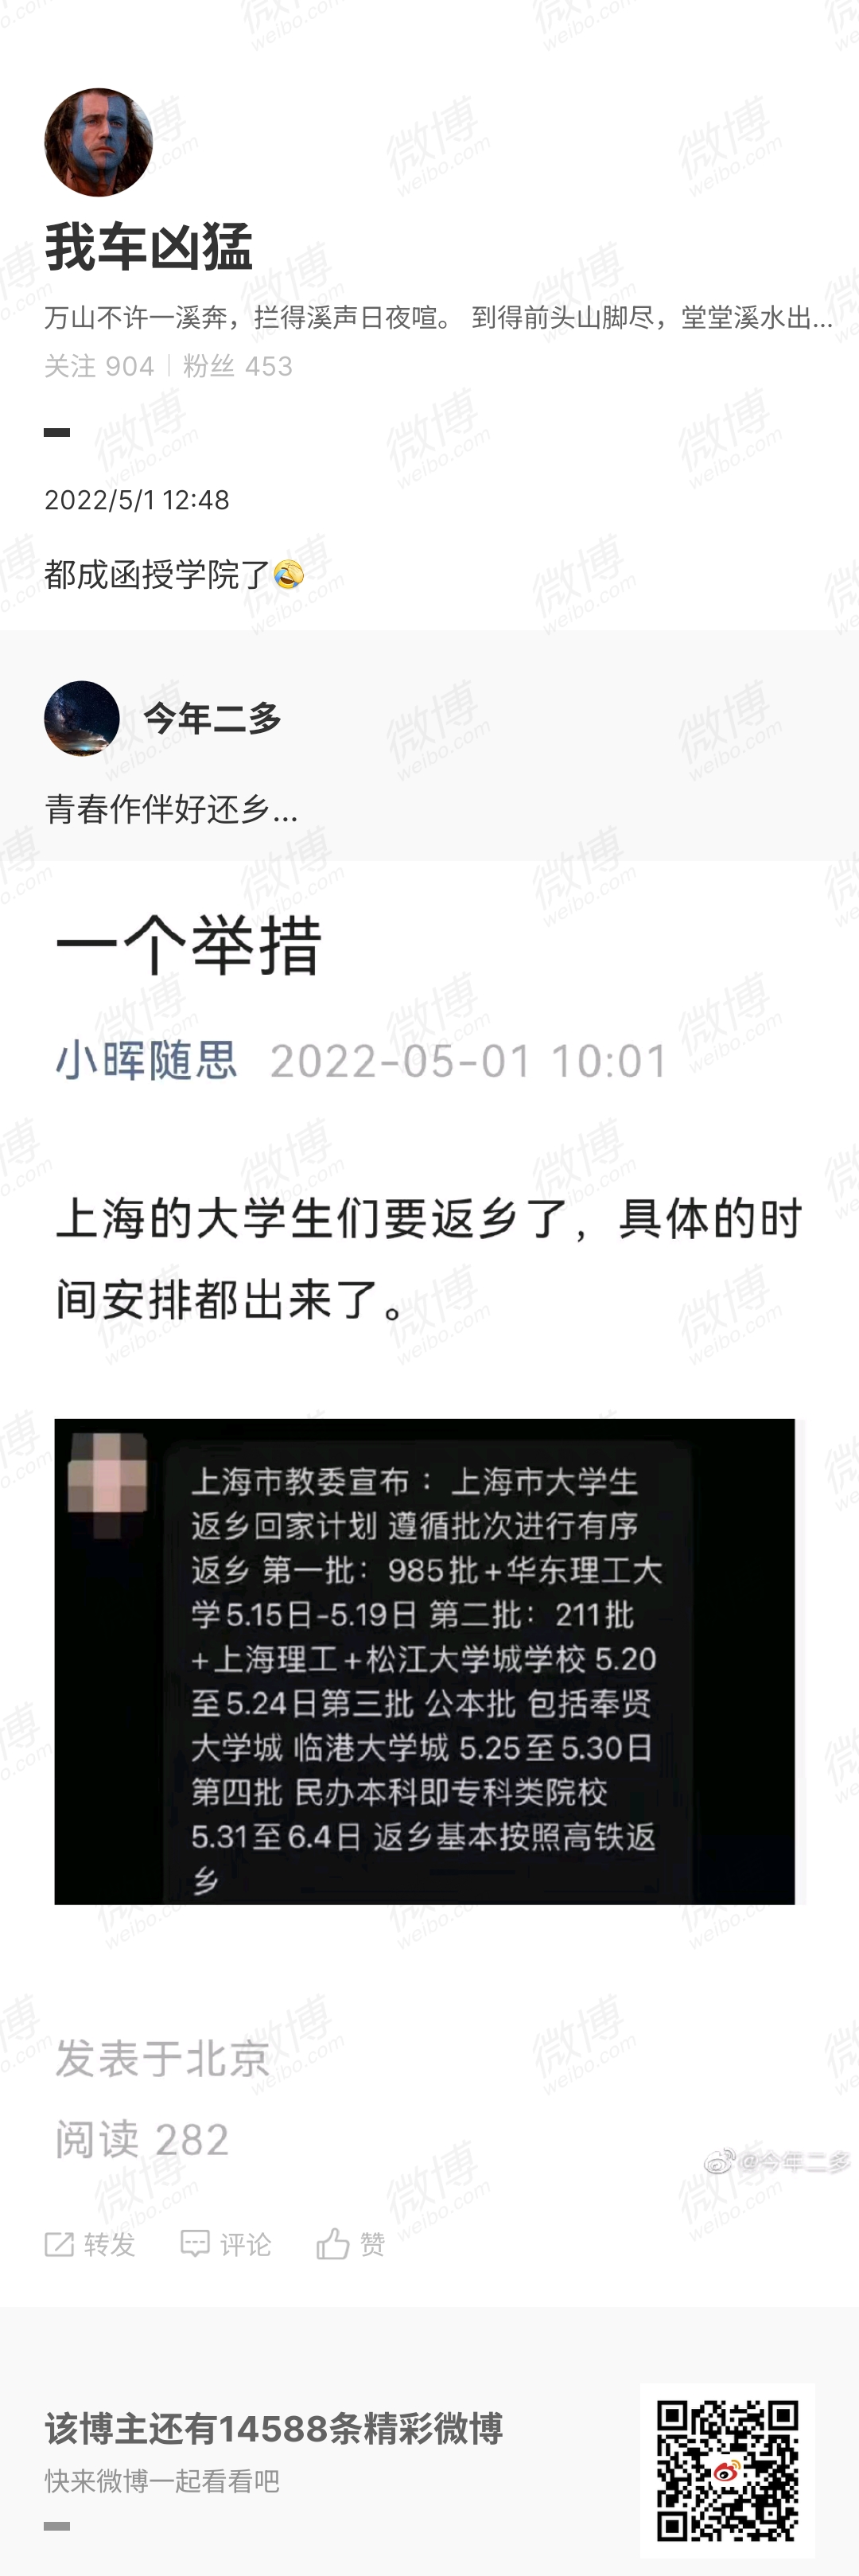 我车凶猛
万山不许一溪奔，拦得溪声日夜喧。 到得前头山脚尽，堂堂溪水出...
关注 904 | 粉丝 453
2022/5/1 12:48
都成函授学院了🤣
今年二多
青春作伴好还乡...
一个举措
小晖随思 2022-05-01 10:01
上海的大学生们要返乡了，具体的时
间安排都出来了。
上海市教委宣布：上海市大学生
返乡回家计划 遵循批次进行有序
返乡 第一批：985批+华东理工大
学5.15日-5.19日 第二批：211批
+上海理工+松江大学城学校 5.20
至5.24日第三批 公本批 包括奉贤
大学城 临港大学城 5.25至5.30日
第四批 民办本科即专科类院校
5.31至6.4日 返乡基本按照高铁返
乡
发表于北京
阅读 282
@今年二多
转发 评论 赞
该博主还有14588条精彩微博
快来微博一起看看吧
微博
weibo.com